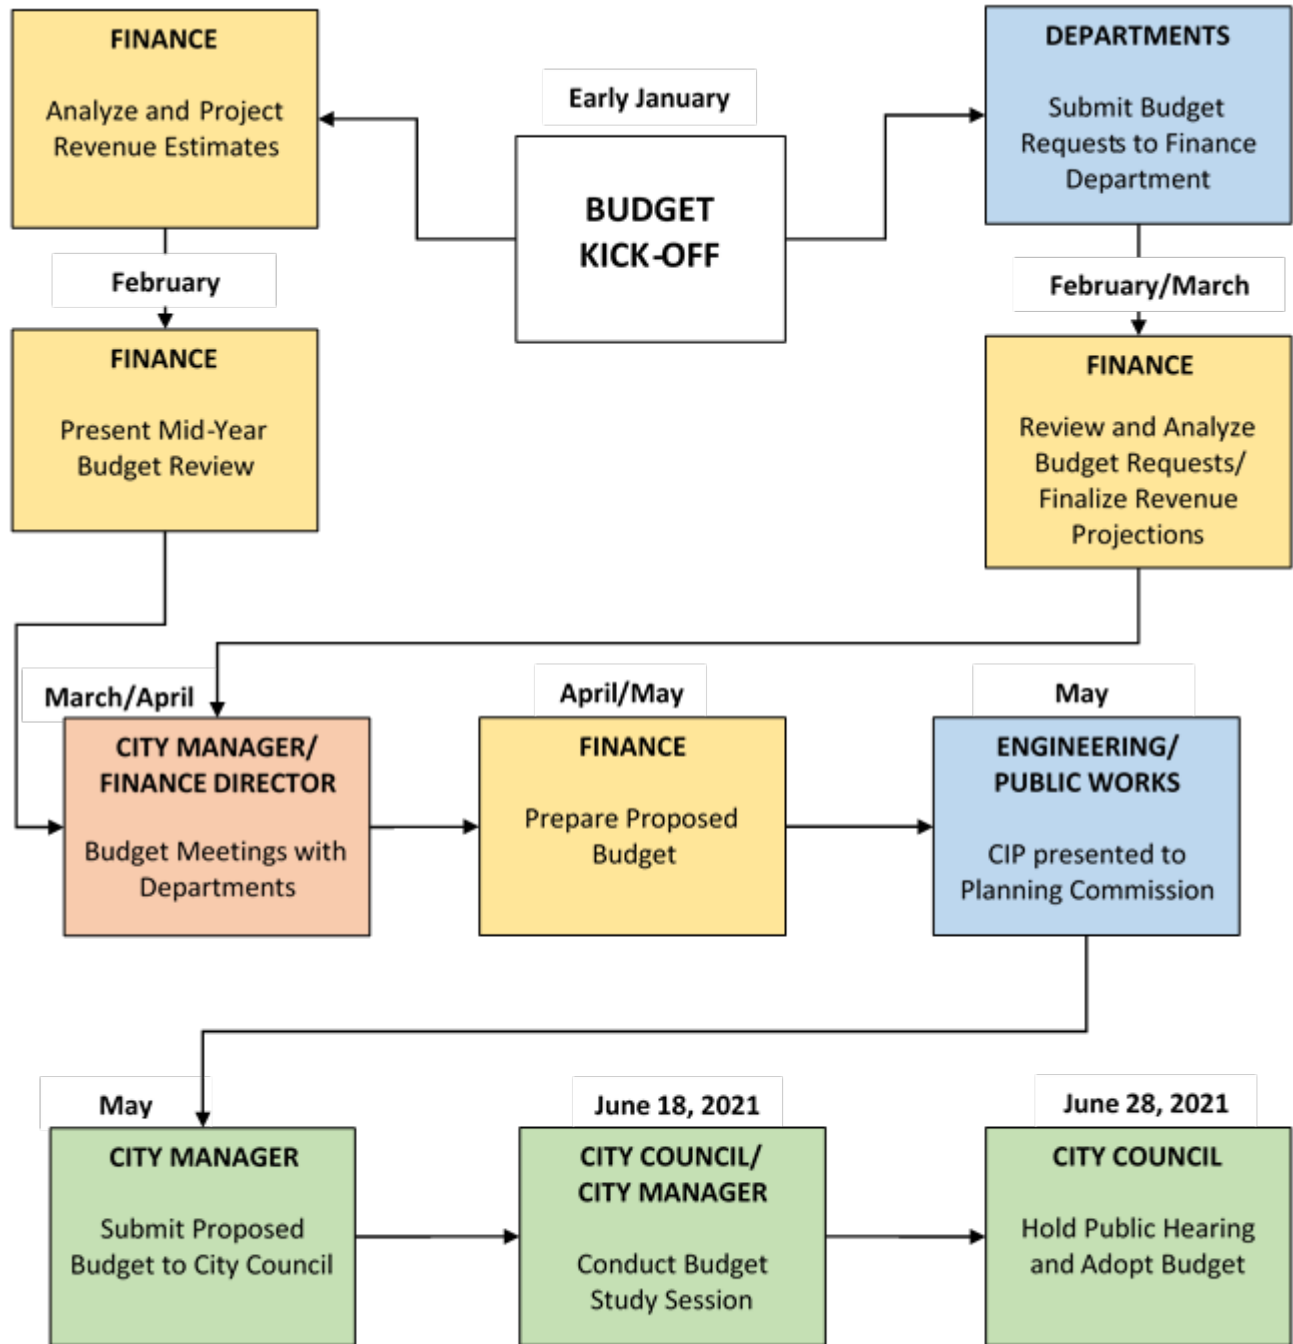 FINANCE
Analyze and Project
Revenue Estimates
Early January
BUDGET
KICK-OFF
DEPARTMENTS
Submit Budget
Requests to Finance
Department
February
FINANCE
Present Mid-Year
Budget Review
February/March
FINANCE
Review and Analyze
Budget Requests/
Finalize Revenue
Projections
March/April
CITY MANAGER/
FINANCE DIRECTOR
Budget Meetings with
Departments
April/May
FINANCE
Prepare Proposed
Budget
May
ENGINEERING/
PUBLIC WORKS
CIP presented to
Planning Commission
May
CITY MANAGER
Submit Proposed
Budget to City Council
June 18, 2021
CITY COUNCIL/
CITY MANAGER
Conduct Budget
Study Session
June 28, 2021
CITY COUNCIL
Hold Public Hearing
and Adopt Budget